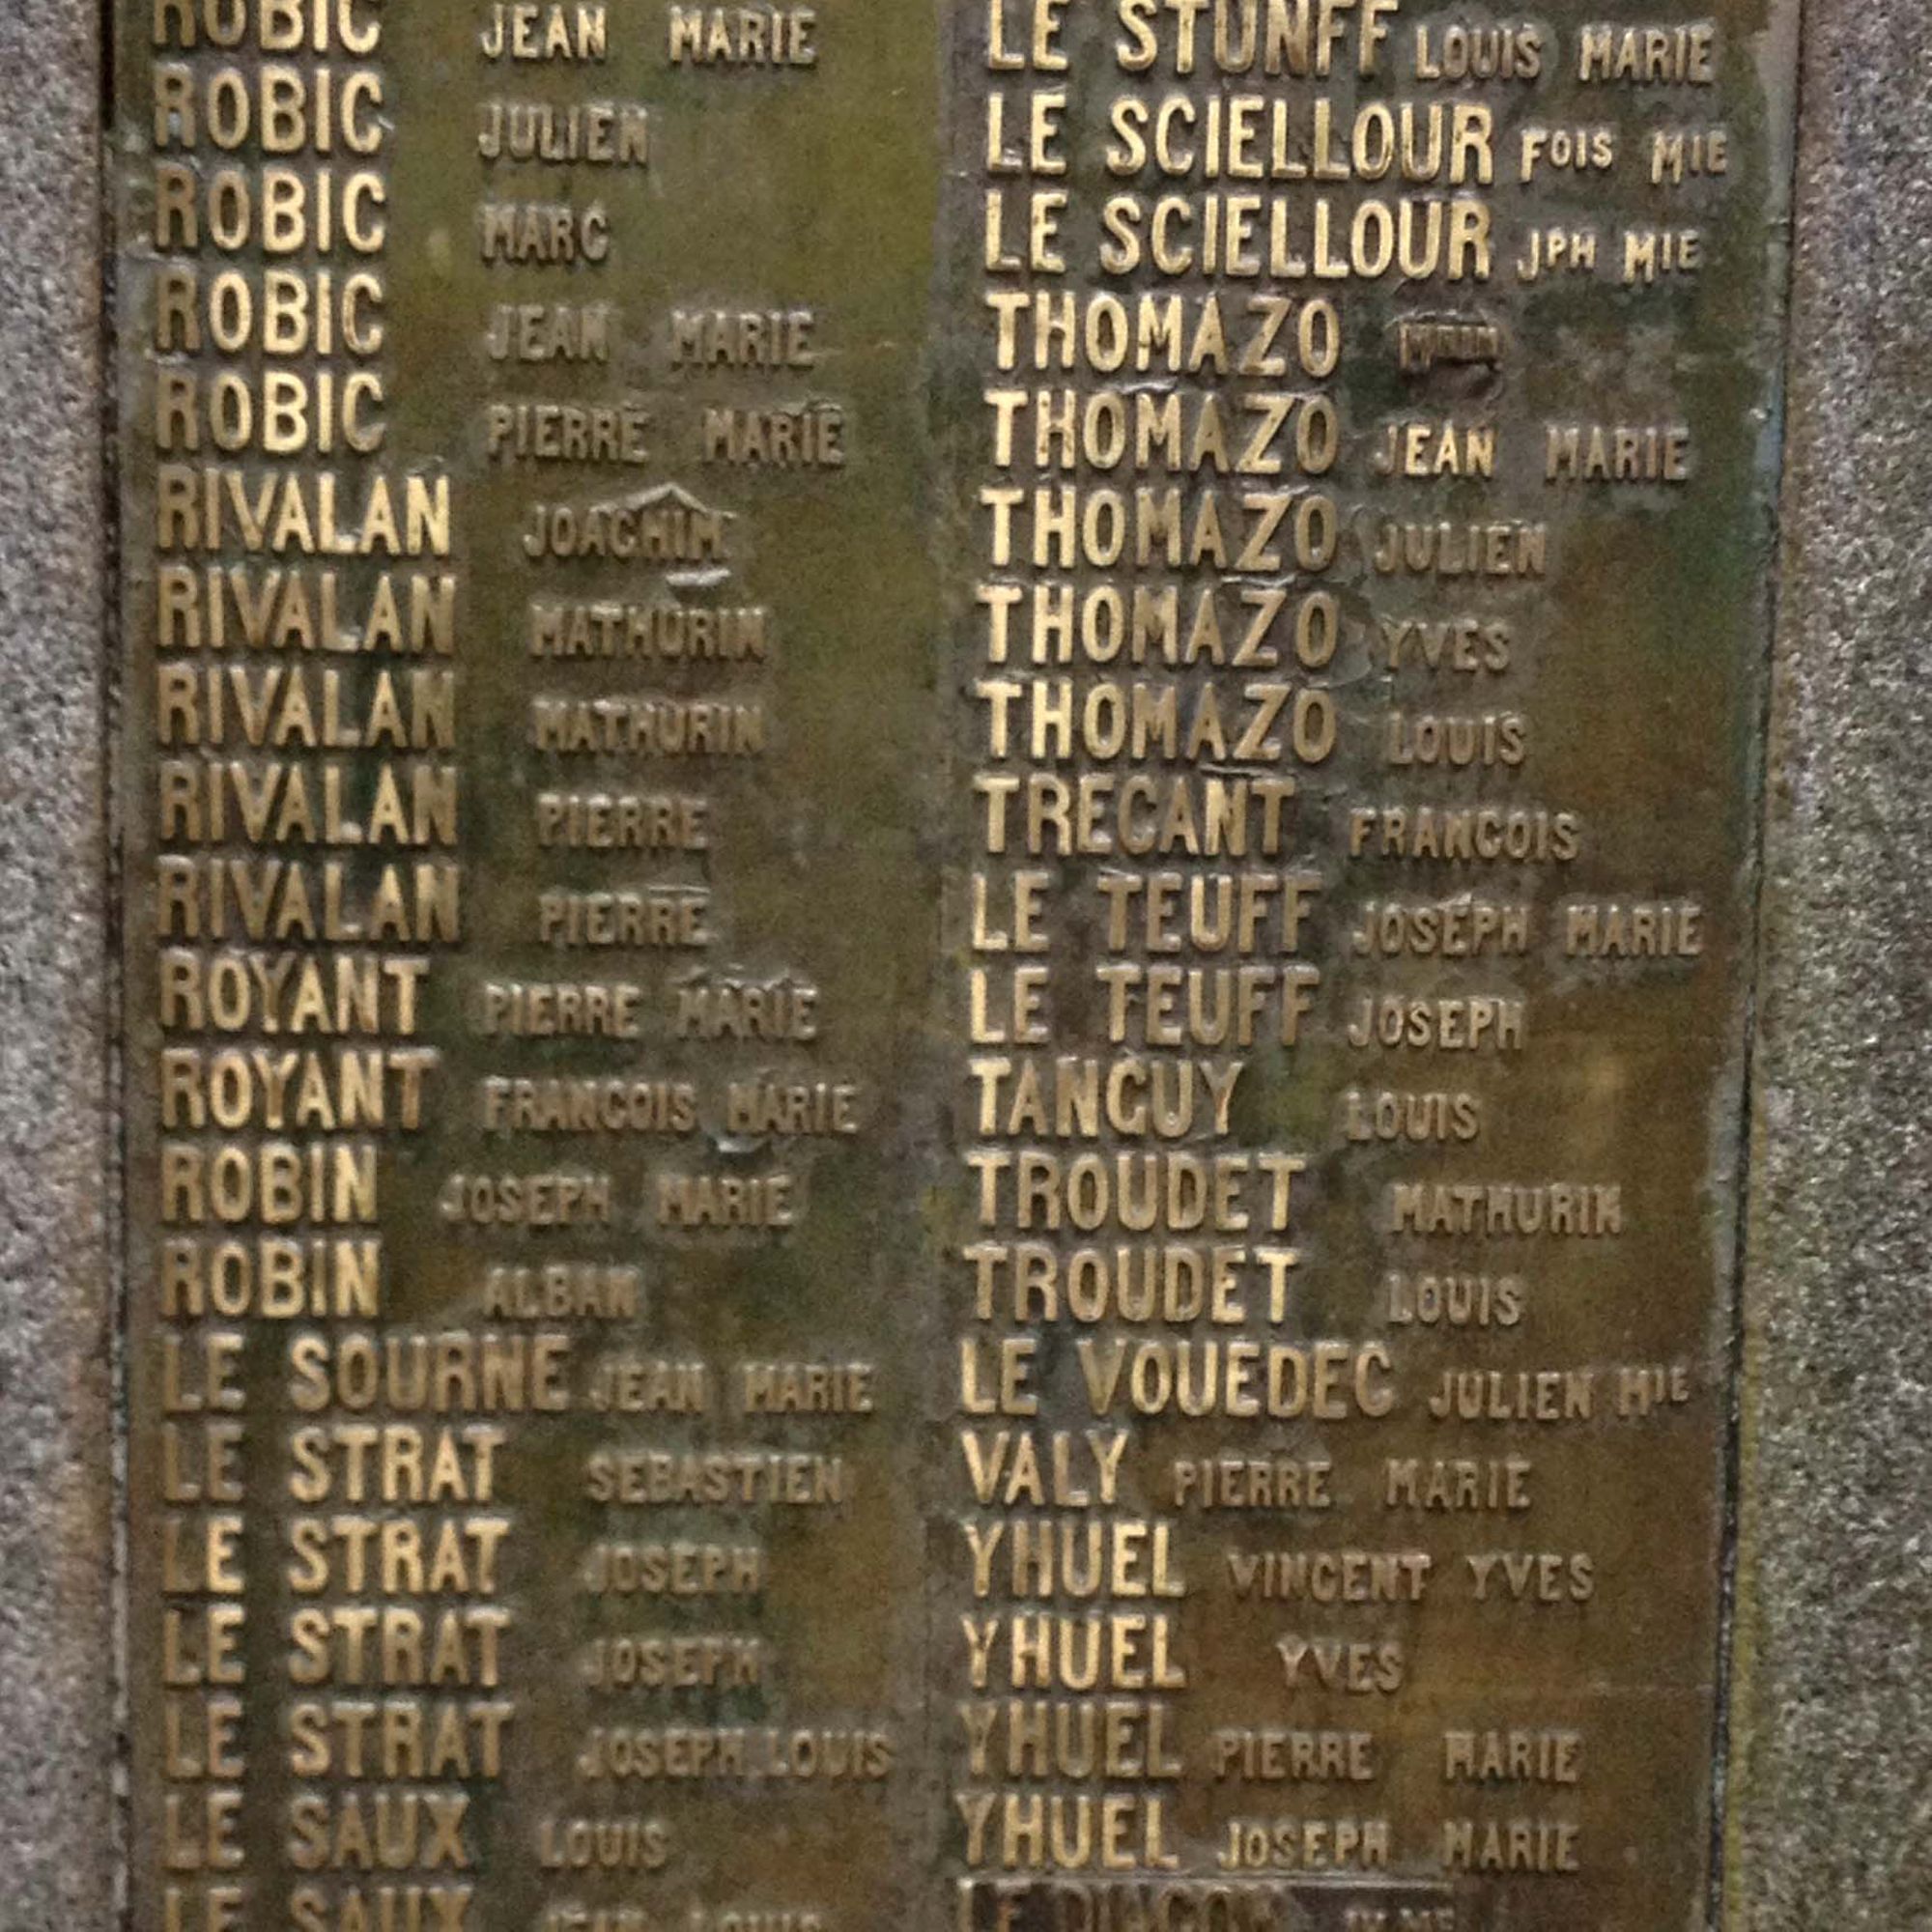 ROBIC JEAN MARIE
ROBIC JULIEN
ROBIC MARC
ROBIC JEAN MARIE
ROBIC PIERRE MARIE
RIVALAN JOACHIM
RIVALAN MATHURIN
RIVALAN MATHURIN
RIVALAN PIERRE
RIVALAN PIERRE
ROYANT PIERRE MARIE
ROYANT FRANCOIS MARIE
ROBIN JOSEPH MARIE
ROBIN ALBAN
LE SOURNE JEAN MARIE
LE STRAT SEBASTIEN
LE STRAT JOSEPH
LE STRAT JOSEPH
LE STRAT JOSEPH LOUIS
LE SAUX LOUIS
LE SAUX JEAN LOUIS
LE STUNFF LOUIS MARIE
LE SCIELLOUR FOIS MIE
LE SCIELLOUR JPH MIE
THOMAZO
THOMAZO JEAN MARIE
THOMAZO JULIEN
THOMAZO YVES
THOMAZO LOUIS
TRECANT FRANCOIS
LE TEUFF JOSEPH MARIE
LE TEUFF JOSEPH
TANGUY LOUIS
TROUDET MATHURIN
TROUDET LOUIS
LE VOUEDEC JULIEN MIE
VALY PIERRE MARIE
YHUEL VINCENT YVES
YHUEL YVES
YHUEL PIERRE MARIE
YHUEL JOSEPH MARIE
LE